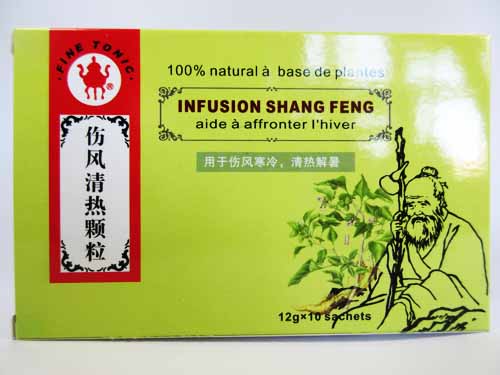 ·FINE TONIC·
®
伤风清热颗粒
100% natural à base de plantes
INFUSION SHANG FENG
aide à affronter l'hiver
用于伤风寒冷，清热解暑
12g×10 sachets